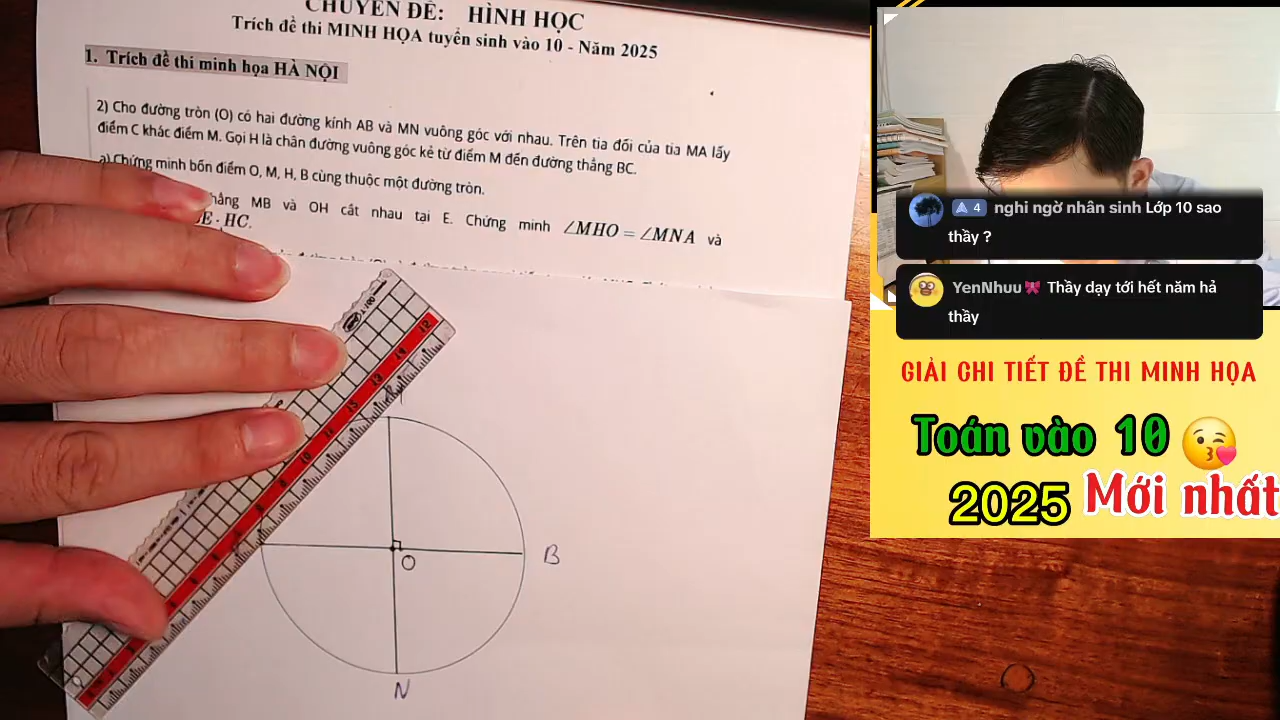 CHUYÊN ĐỀ: HÌNH HỌC
Trích đề thi MINH HỌA tuyển sinh vào 10 - Năm 2025
1. Trích đề thi minh họa HÀ NỘI
2) Cho đường tròn (O) có hai đường kính AB và MN vuông góc với nhau. Trên tia đối của tia MA lấy
điểm C khác điểm M. Gọi H là chân đường vuông góc kẻ từ điểm M đến đường thẳng BC.
a) Chứng minh bốn điểm O, M, H, B cùng thuộc một đường tròn.
MB và OH cắt nhau tại E. Chứng minh ∠MHO = ∠MNA và
· HC.
B
O
N
nghi ngờ nhân sinh Lớp 10 sao
thầy ?
YenNhuu Thầy dạy tới hết năm hả
thầy
GIẢI CHI TIẾT ĐỀ THI MINH HỌA
Toán vào 10
2025 Mới nhất